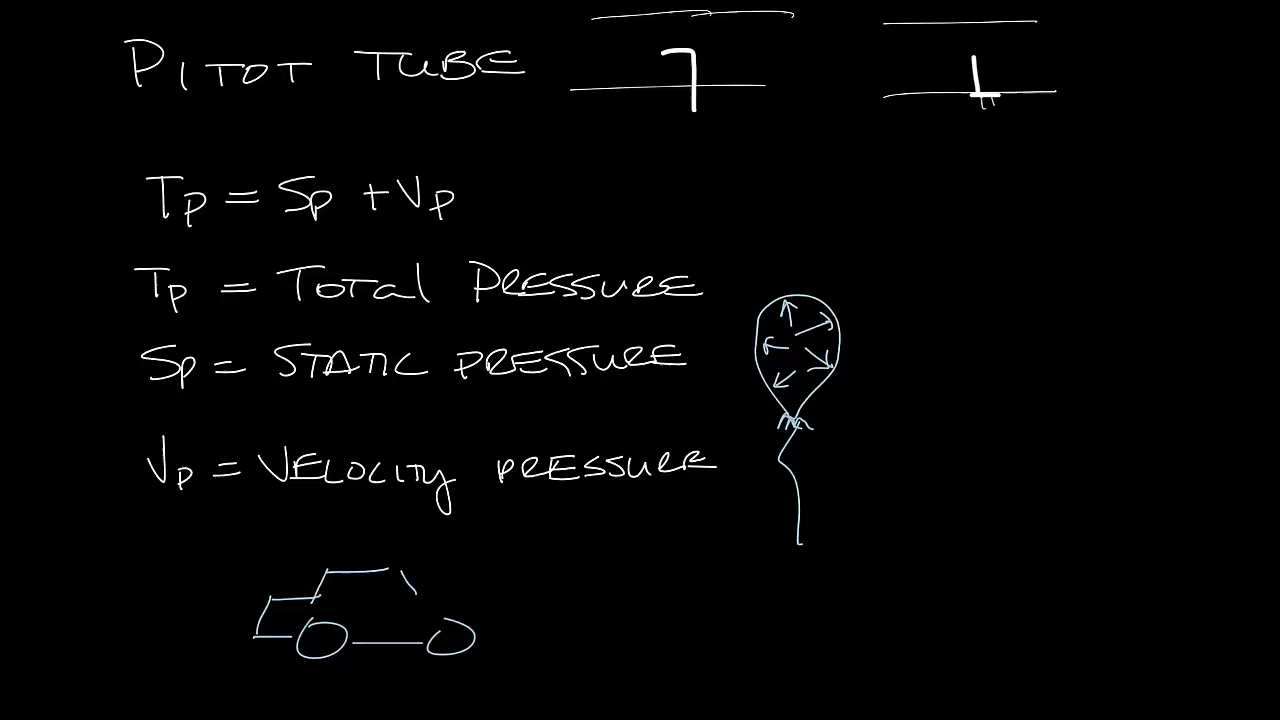 PITOT TUBE
Tp = Sp + Vp
Tp = Total PRESSURE
Sp = STATIC PRESSURE
Vp = VELOCITy PRESSURE